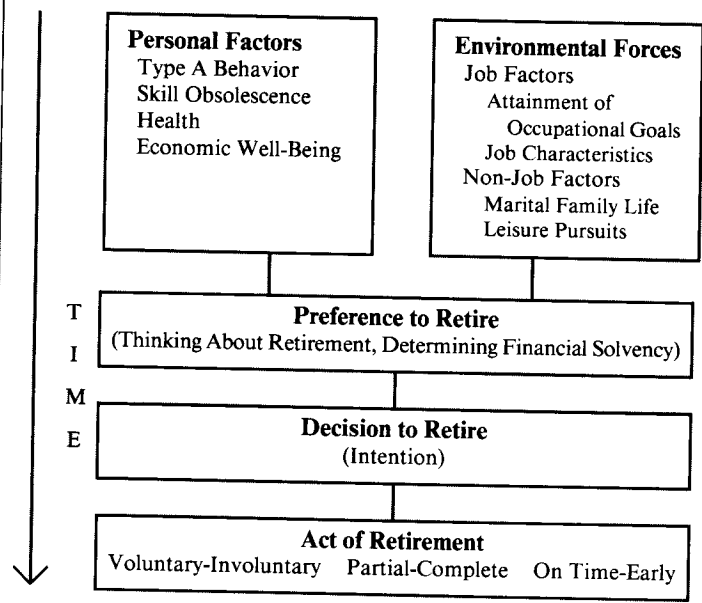 Personal Factors
Type A Behavior
Skill Obsolescence
Health
Economic Well-Being
Environmental Forces
Job Factors
Attainment of
Occupational Goals
Job Characteristics
Non-Job Factors
Marital Family Life
Leisure Pursuits
T
I
M
E
Preference to Retire
(Thinking About Retirement, Determining Financial Solvency)
Decision to Retire
(Intention)
Act of Retirement
Voluntary-Involuntary Partial-Complete On Time-Early